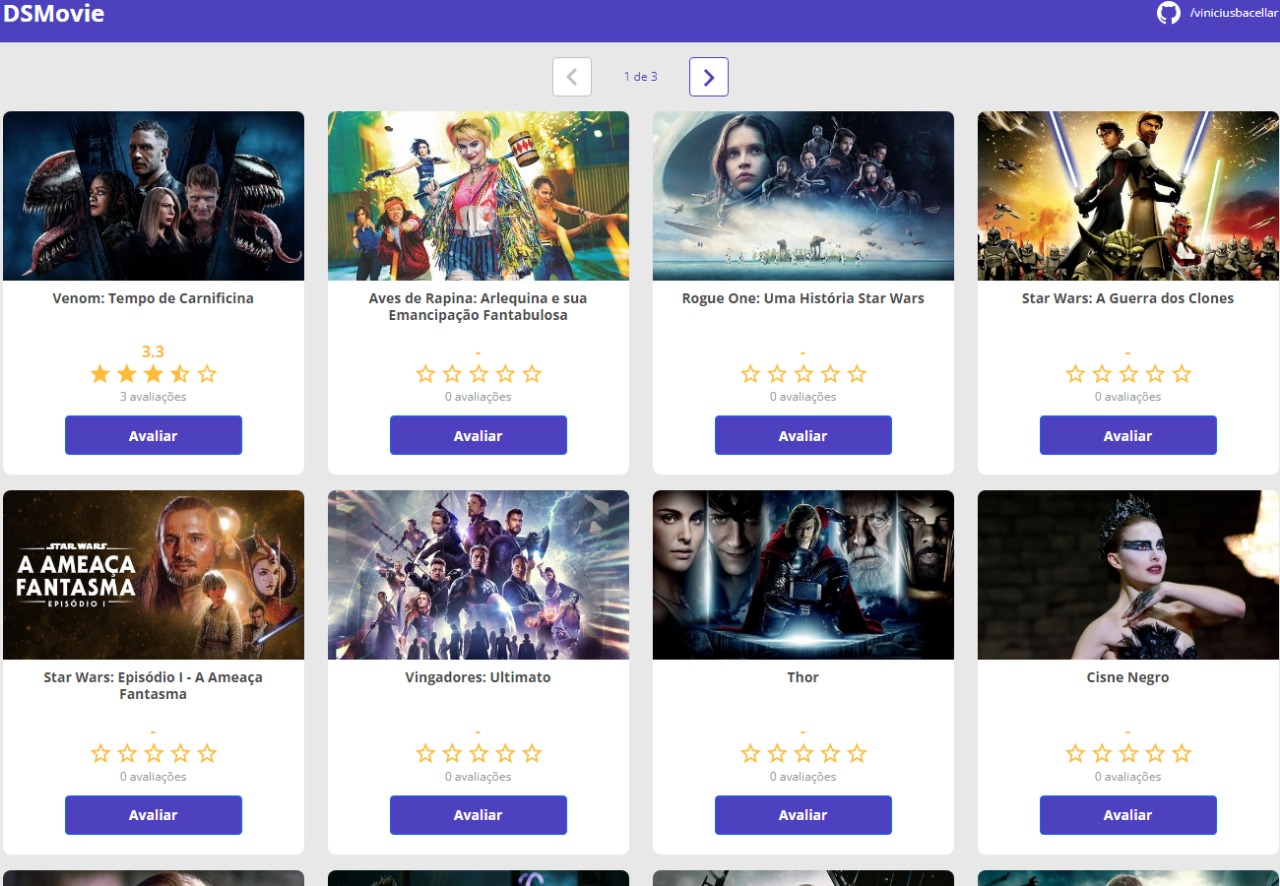 DSMovie
/viniciusbacellar
1 de 3
Venom: Tempo de Carnificina
3.3
3 avaliações
Avaliar
Aves de Rapina: Arlequina e sua
Emancipação Fantabulosa
-
0 avaliações
Avaliar
Rogue One: Uma História Star Wars
-
0 avaliações
Avaliar
Star Wars: A Guerra dos Clones
-
0 avaliações
Avaliar
STAR WARS
A AMEAÇA
FANTASMA
EPISÓDIO I
Star Wars: Episódio I - A Ameaça
Fantasma
-
0 avaliações
Avaliar
Vingadores: Ultimato
-
0 avaliações
Avaliar
Thor
-
0 avaliações
Avaliar
Cisne Negro
-
0 avaliações
Avaliar